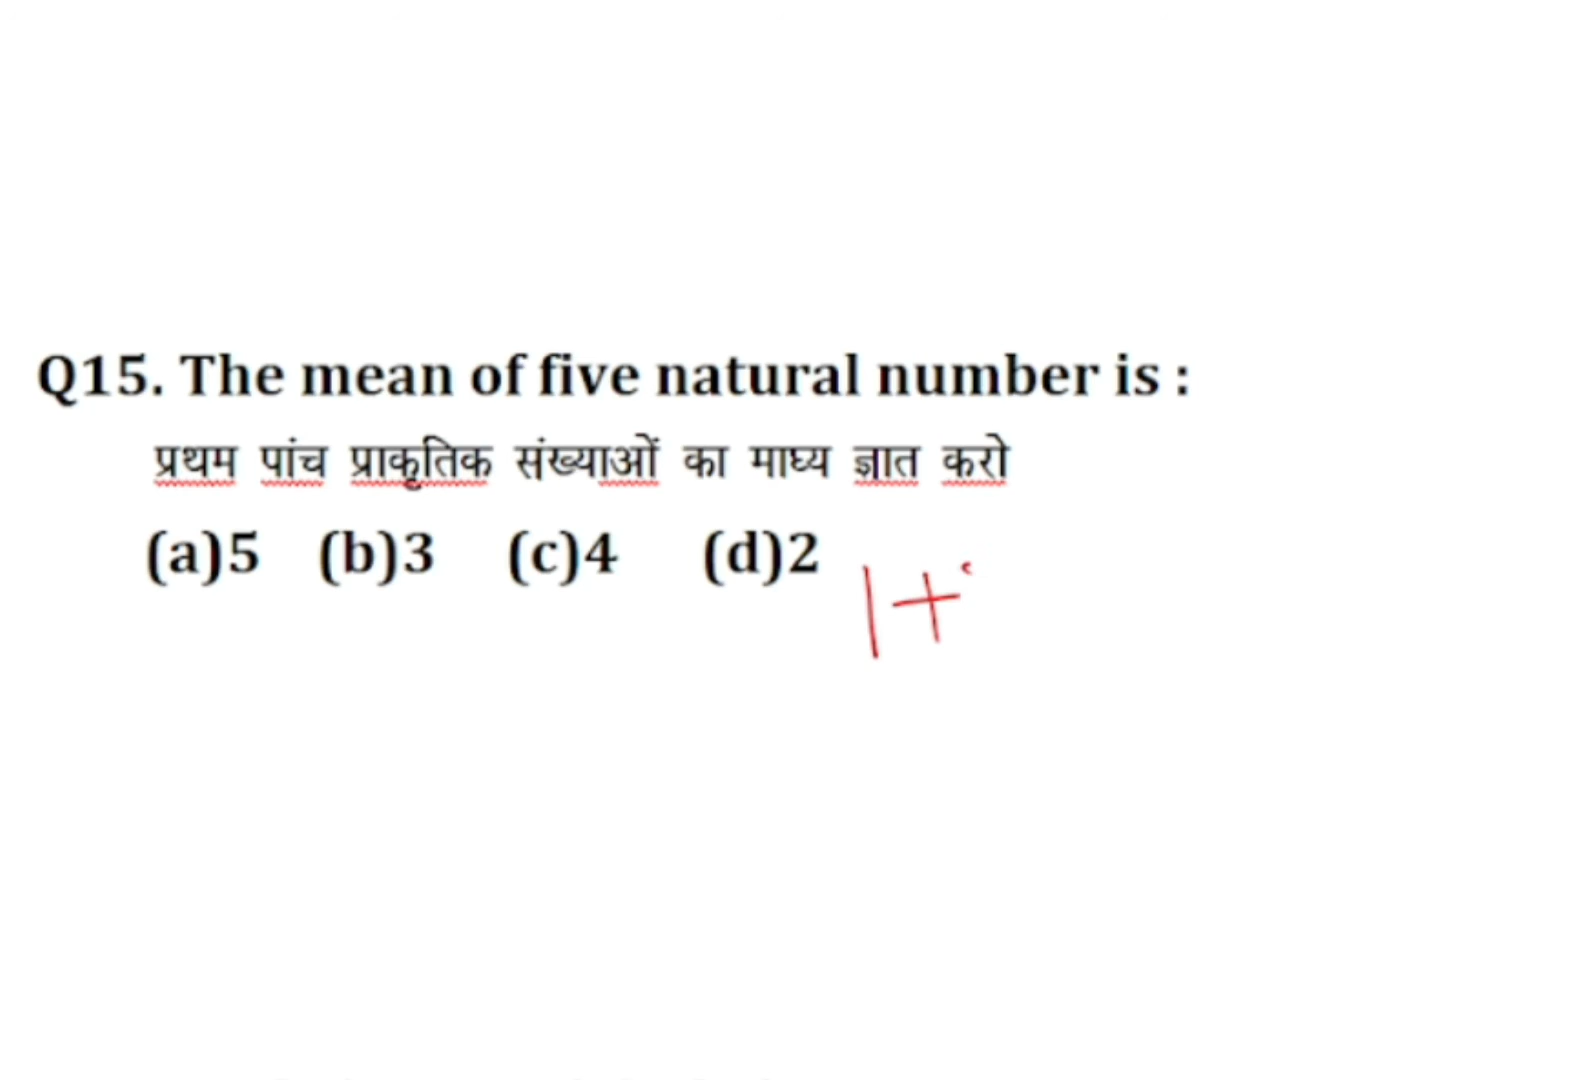 Q15. The mean of five natural number is :
प्रथम पांच प्राकृतिक संख्याओं का माघ्य ज्ञात करो
(a)5 (b)3 (c)4 (d)2
1+